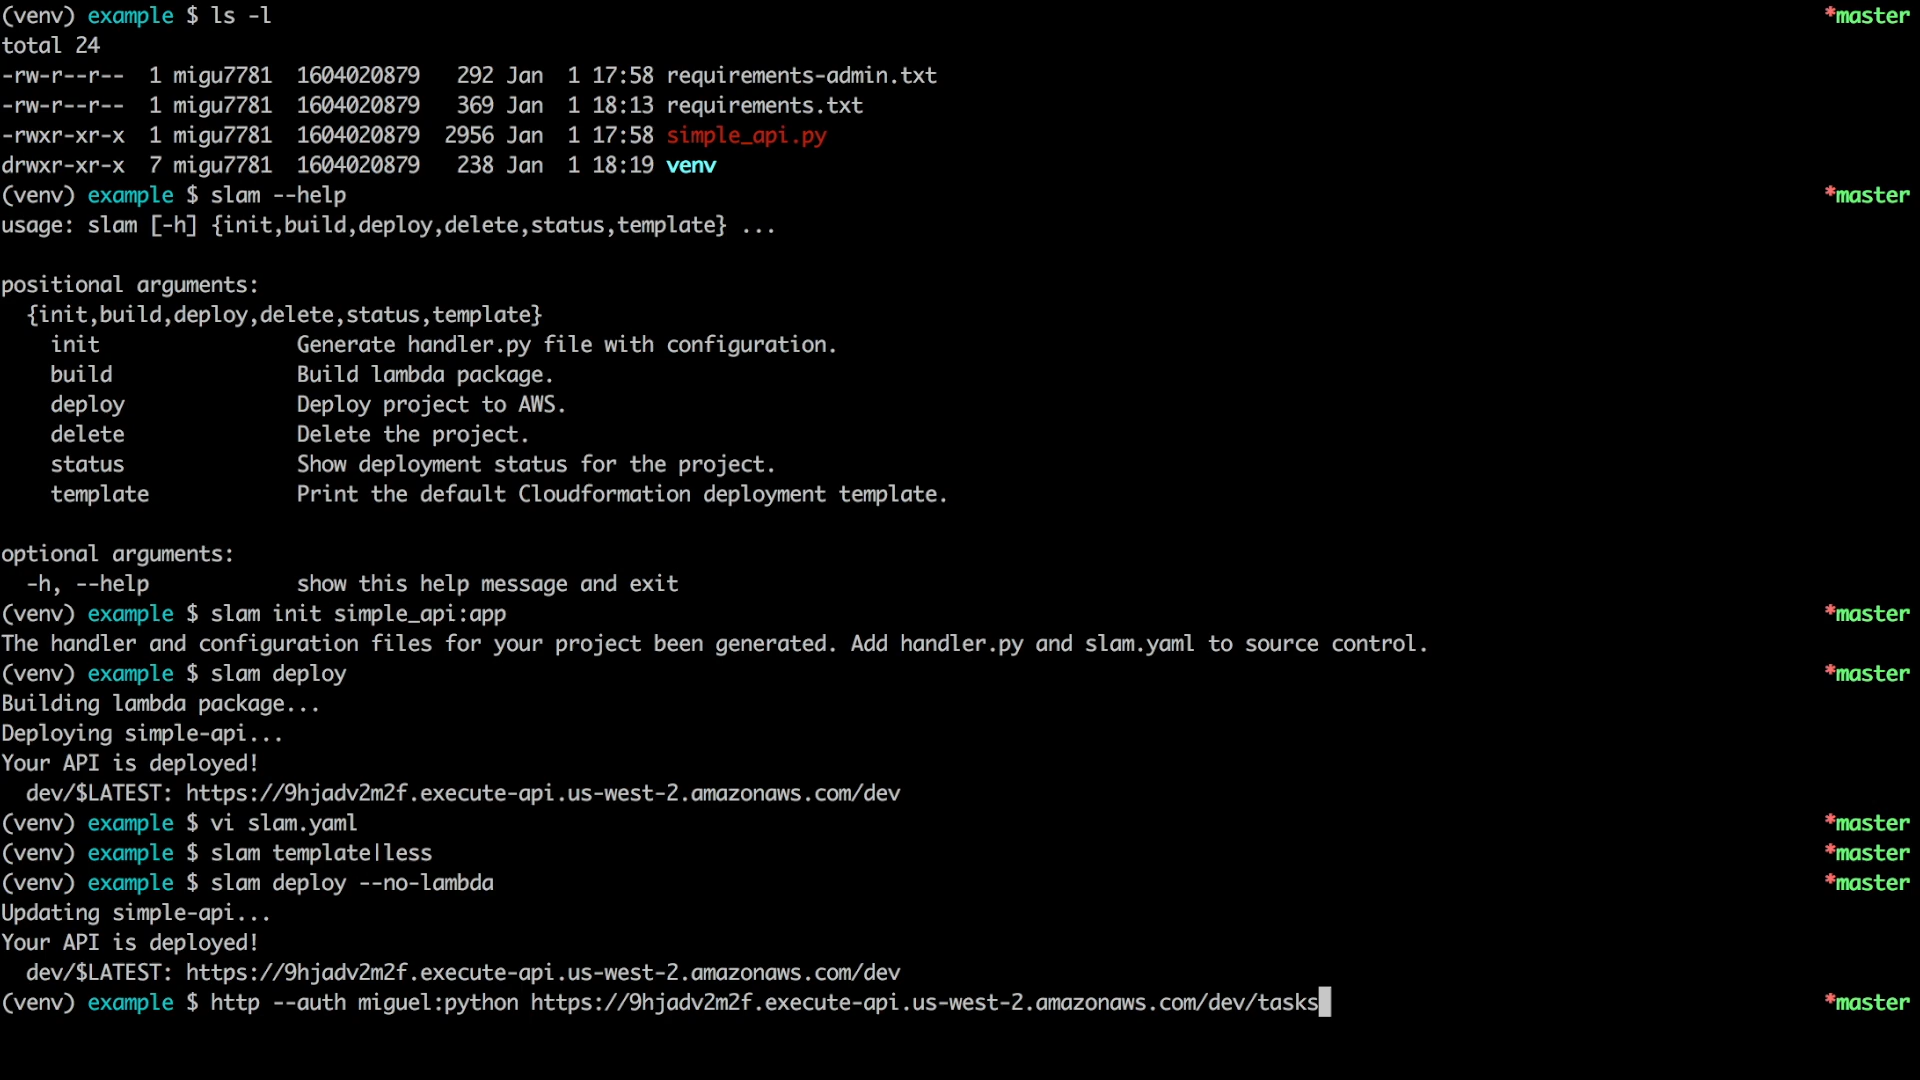 (venv) example $ ls -l *master
total 24
-rw-r--r--  1 migu7781  1604020879   292 Jan  1 17:58 requirements-admin.txt
-rw-r--r--  1 migu7781  1604020879   369 Jan  1 18:13 requirements.txt
-rwxr-xr-x  1 migu7781  1604020879  2956 Jan  1 17:58 simple_api.py
drwxr-xr-x  7 migu7781  1604020879   238 Jan  1 18:19 venv
(venv) example $ slam --help *master
usage: slam [-h] {init,build,deploy,delete,status,template} ...
positional arguments:
  {init,build,deploy,delete,status,template}
    init                Generate handler.py file with configuration.
    build               Build lambda package.
    deploy              Deploy project to AWS.
    delete              Delete the project.
    status              Show deployment status for the project.
    template            Print the default Cloudformation deployment template.
optional arguments:
  -h, --help            show this help message and exit
(venv) example $ slam init simple_api:app *master
The handler and configuration files for your project been generated. Add handler.py and slam.yaml to source control.
(venv) example $ slam deploy *master
Building lambda package...
Deploying simple-api...
Your API is deployed!
  dev/$LATEST: https://9hjadv2m2f.execute-api.us-west-2.amazonaws.com/dev
(venv) example $ vi slam.yaml *master
(venv) example $ slam template|less *master
(venv) example $ slam deploy --no-lambda *master
Updating simple-api...
Your API is deployed!
  dev/$LATEST: https://9hjadv2m2f.execute-api.us-west-2.amazonaws.com/dev
(venv) example $ http --auth miguel:python https://9hjadv2m2f.execute-api.us-west-2.amazonaws.com/dev/tasks *master